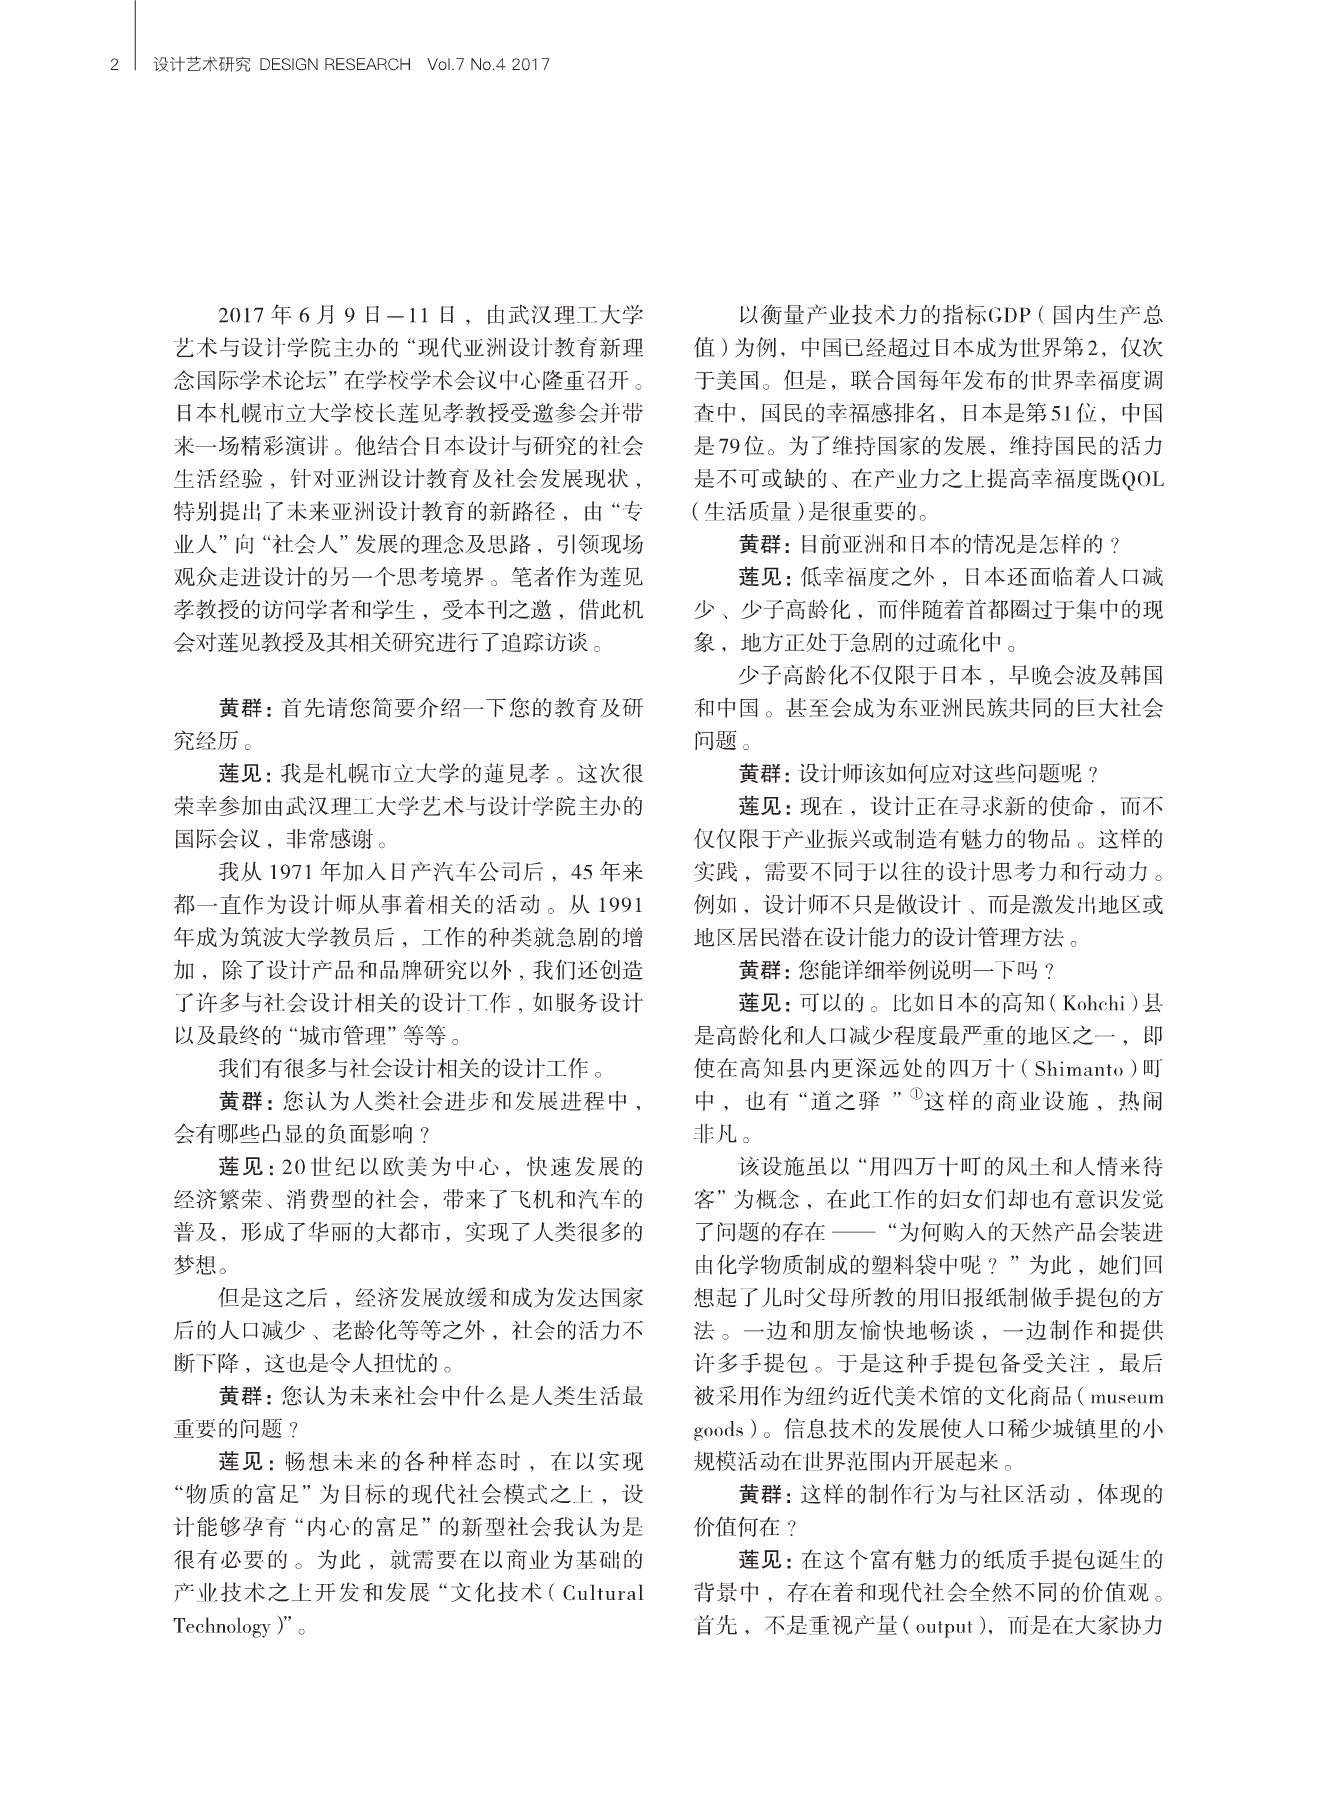 2 设计艺术研究 DESIGN RESEARCH Vol.7 No.4 2017
2017 年 6 月 9 日—11 日，由武汉理工大学
艺术与设计学院主办的“现代亚洲设计教育新理
念国际学术论坛”在学校学术会议中心隆重召开。
日本札幌市立大学校长莲见孝教授受邀参会并带
来一场精彩演讲。他结合日本设计与研究的社会
生活经验，针对亚洲设计教育及社会发展现状，
特别提出了未来亚洲设计教育的新路径，由“专
业人”向“社会人”发展的理念及思路，引领现场
观众走进设计的另一个思考境界。笔者作为莲见
孝教授的访问学者和学生，受本刊之邀，借此机
会对莲见教授及其相关研究进行了追踪访谈。
黄群：首先请您简要介绍一下您的教育及研
究经历。
莲见：我是札幌市立大学的蓮見孝。这次很
荣幸参加由武汉理工大学艺术与设计学院主办的
国际会议，非常感谢。
我从 1971 年加入日产汽车公司后，45 年来
都一直作为设计师从事着相关的活动。从 1991
年成为筑波大学教员后，工作的种类就急剧的增
加，除了设计产品和品牌研究以外，我们还创造
了许多与社会设计相关的设计工作，如服务设计
以及最终的“城市管理”等等。
我们有很多与社会设计相关的设计工作。
黄群：您认为人类社会进步和发展进程中，
会有哪些凸显的负面影响？
莲见：20世纪以欧美为中心，快速发展的
经济繁荣、消费型的社会，带来了飞机和汽车的
普及，形成了华丽的大都市，实现了人类很多的
梦想。
但是这之后，经济发展放缓和成为发达国家
后的人口减少、老龄化等等之外，社会的活力不
断下降，这也是令人担忧的。
黄群：您认为未来社会中什么是人类生活最
重要的问题？
莲见：畅想未来的各种样态时，在以实现
“物质的富足”为目标的现代社会模式之上，设
计能够孕育“内心的富足”的新型社会我认为是
很有必要的。为此，就需要在以商业为基础的
产业技术之上开发和发展“文化技术（Cultural
Technology）”。
以衡量产业技术力的指标GDP（国内生产总
值）为例，中国已经超过日本成为世界第2，仅次
于美国。但是，联合国每年发布的世界幸福度调
查中，国民的幸福感排名，日本是第51位，中国
是79位。为了维持国家的发展，维持国民的活力
是不可或缺的、在产业力之上提高幸福度既QOL
（生活质量）是很重要的。
黄群：目前亚洲和日本的情况是怎样的？
莲见：低幸福度之外，日本还面临着人口减
少、少子高龄化，而伴随着首都圈过于集中的现
象，地方正处于急剧的过疏化中。
少子高龄化不仅限于日本，早晚会波及韩国
和中国。甚至会成为东亚洲民族共同的巨大社会
问题。
黄群：设计师该如何应对这些问题呢？
莲见：现在，设计正在寻求新的使命，而不
仅仅限于产业振兴或制造有魅力的物品。这样的
实践，需要不同于以往的设计思考力和行动力。
例如，设计师不只是做设计、而是激发出地区或
地区居民潜在设计能力的设计管理方法。
黄群：您能详细举例说明一下吗？
莲见：可以的。比如日本的高知（Kohchi）县
是高龄化和人口减少程度最严重的地区之一，即
使在高知县内更深远处的四万十（Shimanto）町
中，也有“道之驿 ”①这样的商业设施，热闹
非凡。
该设施虽以“用四万十町的风土和人情来待
客”为概念，在此工作的妇女们却也有意识发觉
了问题的存在——“为何购入的天然产品会装进
由化学物质制成的塑料袋中呢？”为此，她们回
想起了儿时父母所教的用旧报纸制做手提包的方
法。一边和朋友愉快地畅谈，一边制作和提供
许多手提包。于是这种手提包备受关注，最后
被采用作为纽约近代美术馆的文化商品（museum
goods）。信息技术的发展使人口稀少城镇里的小
规模活动在世界范围内开展起来。
黄群：这样的制作行为与社区活动，体现的
价值何在？
莲见：在这个富有魅力的纸质手提包诞生的
背景中，存在着和现代社会全然不同的价值观。
首先，不是重视产量（output），而是在大家协力